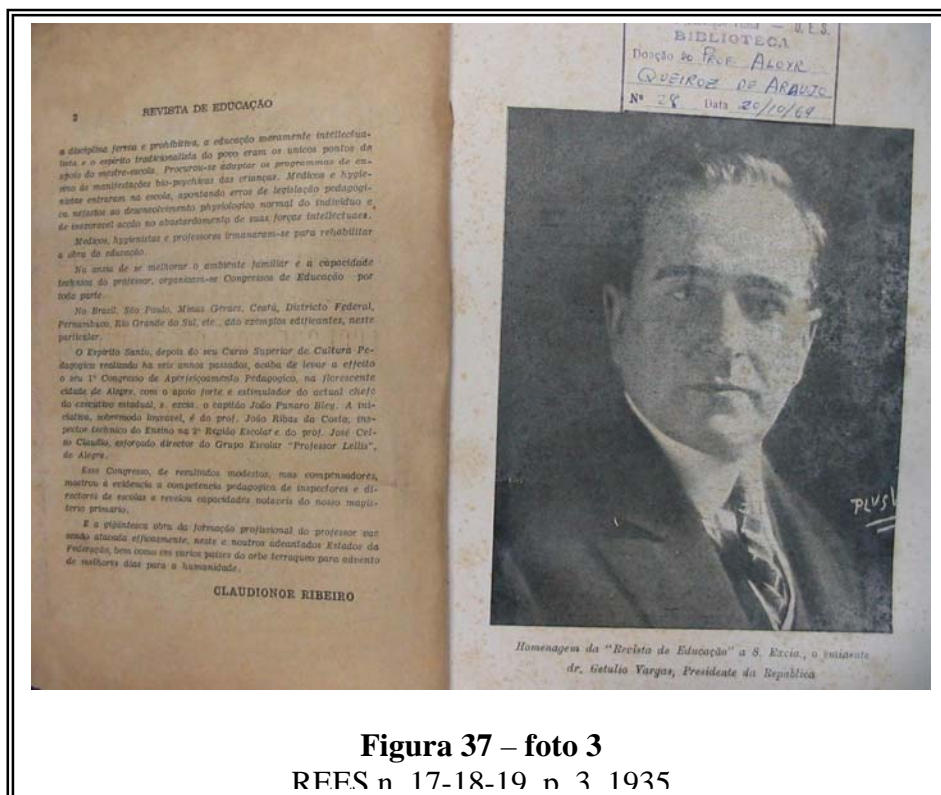 2 REVISTA DE EDUCAÇÃO
a disciplina ferrea e prohibitiva, a educação meramente intellectua-
lista e o espirito tradicionalista do povo eram os unicos pontos de
apoio do mestre-escola. Procurou-se adaptar os programmas de en-
sino ás manifestações bio-psychicas das crianças. Medicos e hygie-
nistas entraram na escola, apontando erros de legislação pedagogi-
ca nefastos ao desenvolvimento physiologico normal do individuo e
de inexoravel acção no abastardamento de suas forças intellectuaes.
Medicos, hygienistas e professores irmanaram-se para rehabilitar
a obra da educação.
Na ansia de se melhorar o ambiente familiar e a capacidade
technica do professor, organizam-se Congressos de Educação por
toda parte.
No Brasil, São Paulo, Minas Geraes, Ceará, Districto Federal,
Pernambuco, Rio Grande do Sul, etc., dão exemplos edificantes, neste
particular.
O Espirito Santo, depois do seu Curso Superior de Cultura Pe-
dagogica realizado ha seis annos passados, acaba de levar a effeito
o seu 1º Congresso de Aperfeiçoamento Pedagogico, na florescente
cidade de Alegre, com o apoio forte e estimulador do actual chefe
do executivo estadual, s. excia. o capitão João Punaro Bley. A ini-
ciativa, sobremodo louvavel, é do prof. João Ribas da Costa, ins-
pector technico do Ensino na 2ª Região Escolar e do prof. José Cel-
so Claudio, esforçado director do Grupo Escolar "Professor Lellis",
de Alegre.
Esse Congresso, de resultados modestos, mas compensadores,
mostrou á evidencia a competencia pedagogica de inspectores e di-
rectores de escolas e revelou capacidades notaveis do nosso magis-
terio primario.
E a gigantesca obra da formação profissional do professor vae
sendo atacada efficazmente, neste e noutros adeantados Estados da
Federação, bem como em varios paises do orbe terraqueo para advento
de melhores dias para a humanidade.
CLAUDIONOR RIBEIRO
U.E.S.
BIBLIOTECA
Doação do PROF. ALOYR
QUEIROZ DE ARAUJO
Nº 28 Data 20/10/69
Homenagem da "Revista de Educação" a S. Excia., o eminente
dr. Getulio Vargas, Presidente da Republica
Figura 37 – foto 3
REES n. 17-18-19, p. 3, 1935